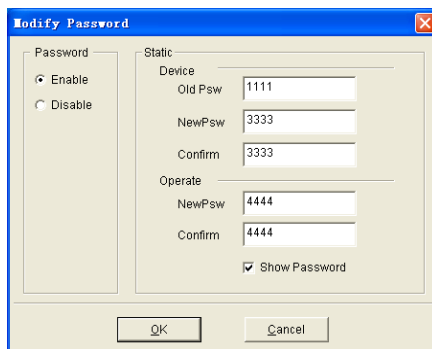 Modify Password
Password
Enable
Disable
Static
Device
Old Psw 1111
NewPsw 3333
Confirm 3333
Operate
NewPsw 4444
Confirm 4444
Show Password
OK Cancel